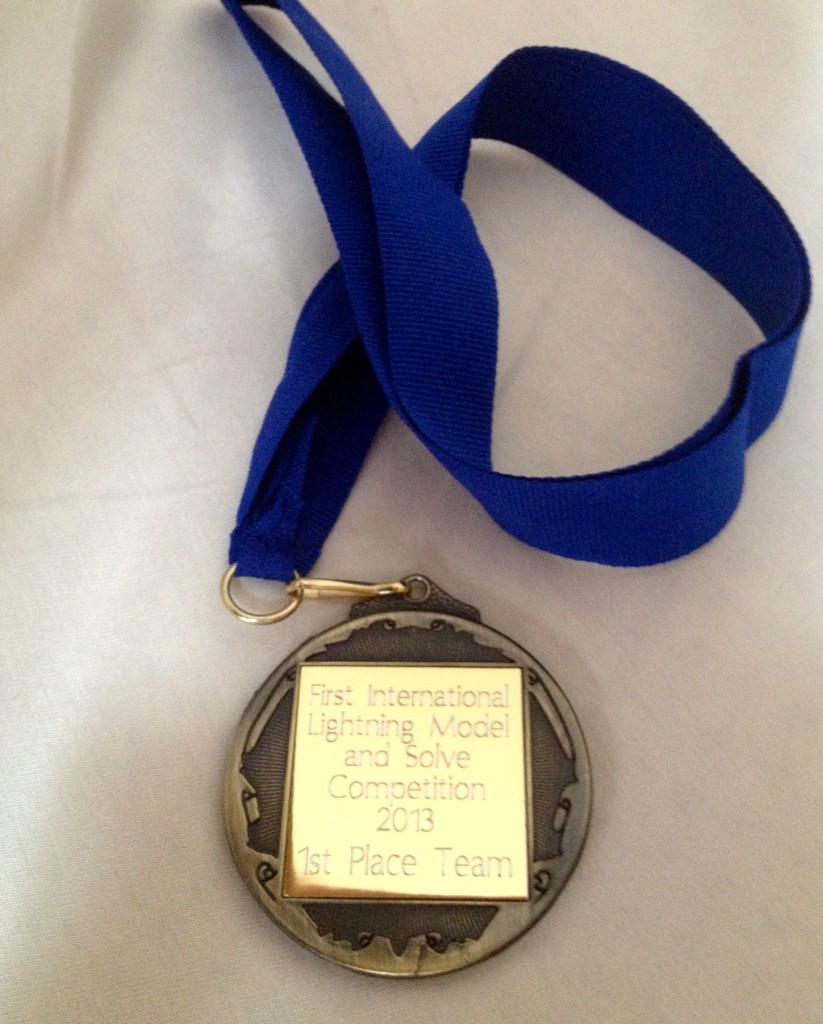 First International
Lightning Model
and Solve
Competition
2013
1st Place Team